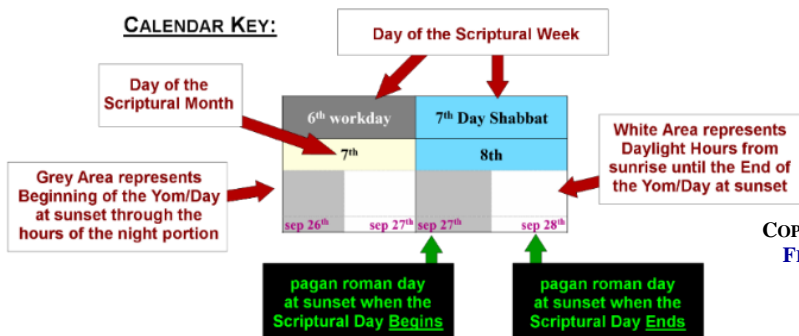 CALENDAR KEY:
Day of the Scriptural Week
Day of the
Scriptural Month
6th workday
7th Day Shabbat
7th
8th
Grey Area represents
Beginning of the Yom/Day
at sunset through the
hours of the night portion
White Area represents
Daylight Hours from
sunrise until the End of
the Yom/Day at sunset
sep 26th
sep 27th
sep 27th
sep 28th
pagan roman day
at sunset when the
Scriptural Day Begins
pagan roman day
at sunset when the
Scriptural Day Ends